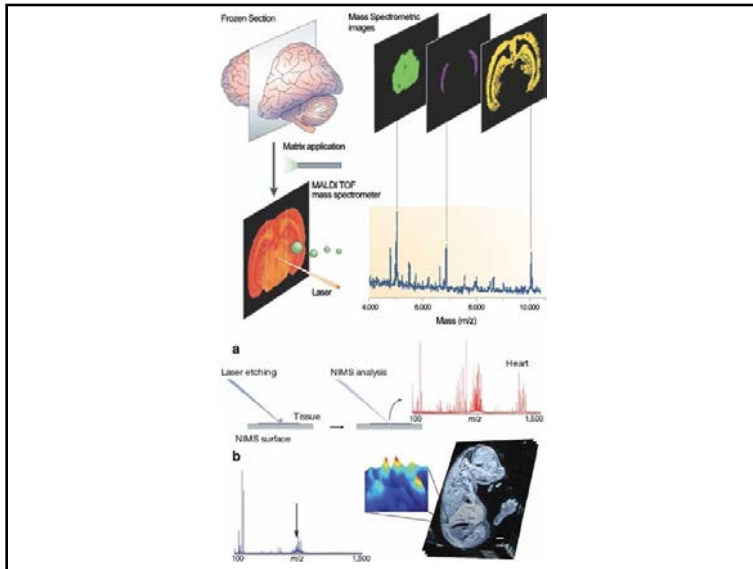 Frozen Section
Mass Spectrometric
images
Matrix application
MALDI TOF
mass spectrometer
Laser
4,000 6,000 8,000 10,000
Mass (m/z)
a
Laser etching
NIMS analysis
Heart
Tissue
100 m/z 1,500
NIMS surface
b
100 m/z 1,500